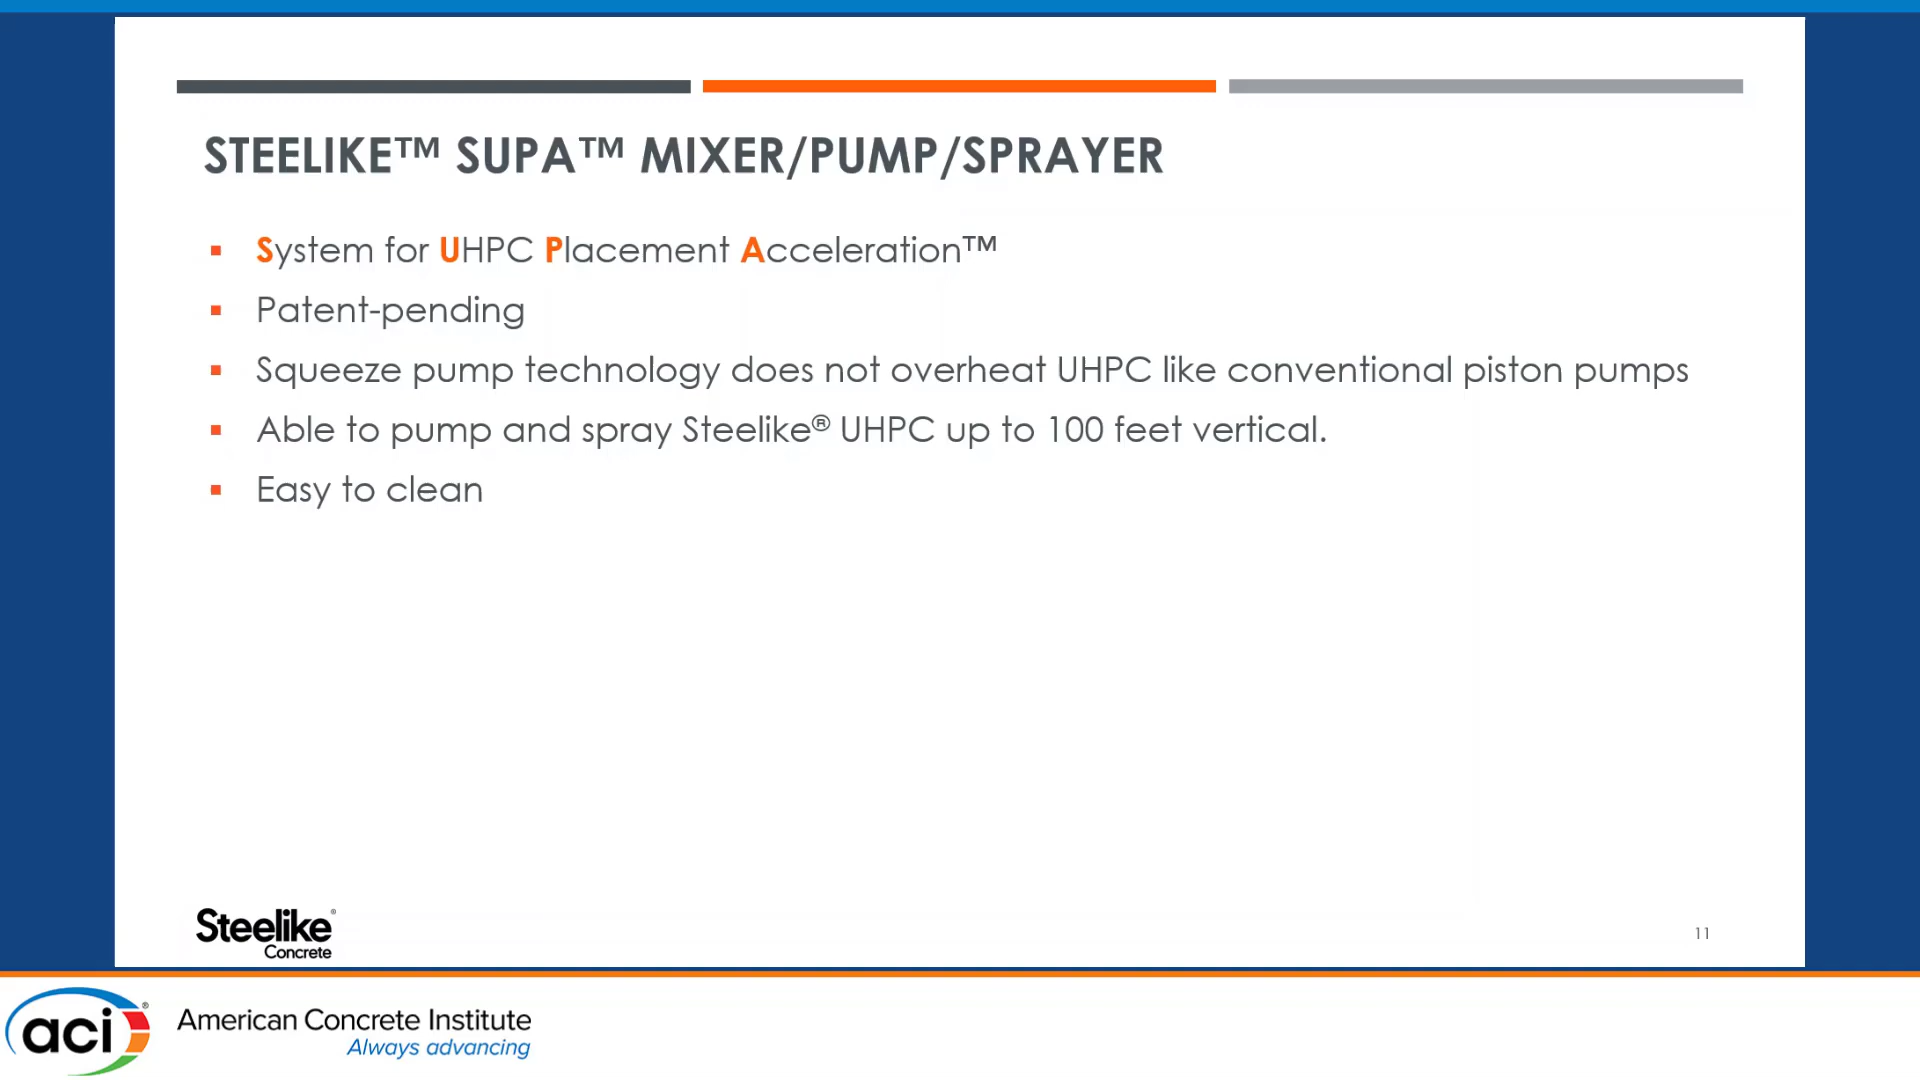 STEELIKE™ SUPA™ MIXER/PUMP/SPRAYER
▪ System for UHPC Placement Acceleration™
▪ Patent-pending
▪ Squeeze pump technology does not overheat UHPC like conventional piston pumps
▪ Able to pump and spray Steelike® UHPC up to 100 feet vertical.
▪ Easy to clean
Steelike®
Concrete
11
aci®
American Concrete Institute
Always advancing